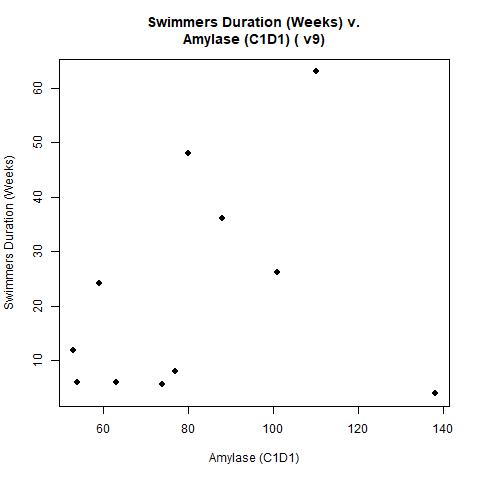 Swimmers Duration (Weeks) v.
Amylase (C1D1) ( v9)
Swimmers Duration (Weeks)
60
50
40
30
20
10
60
80
100
120
140
Amylase (C1D1)